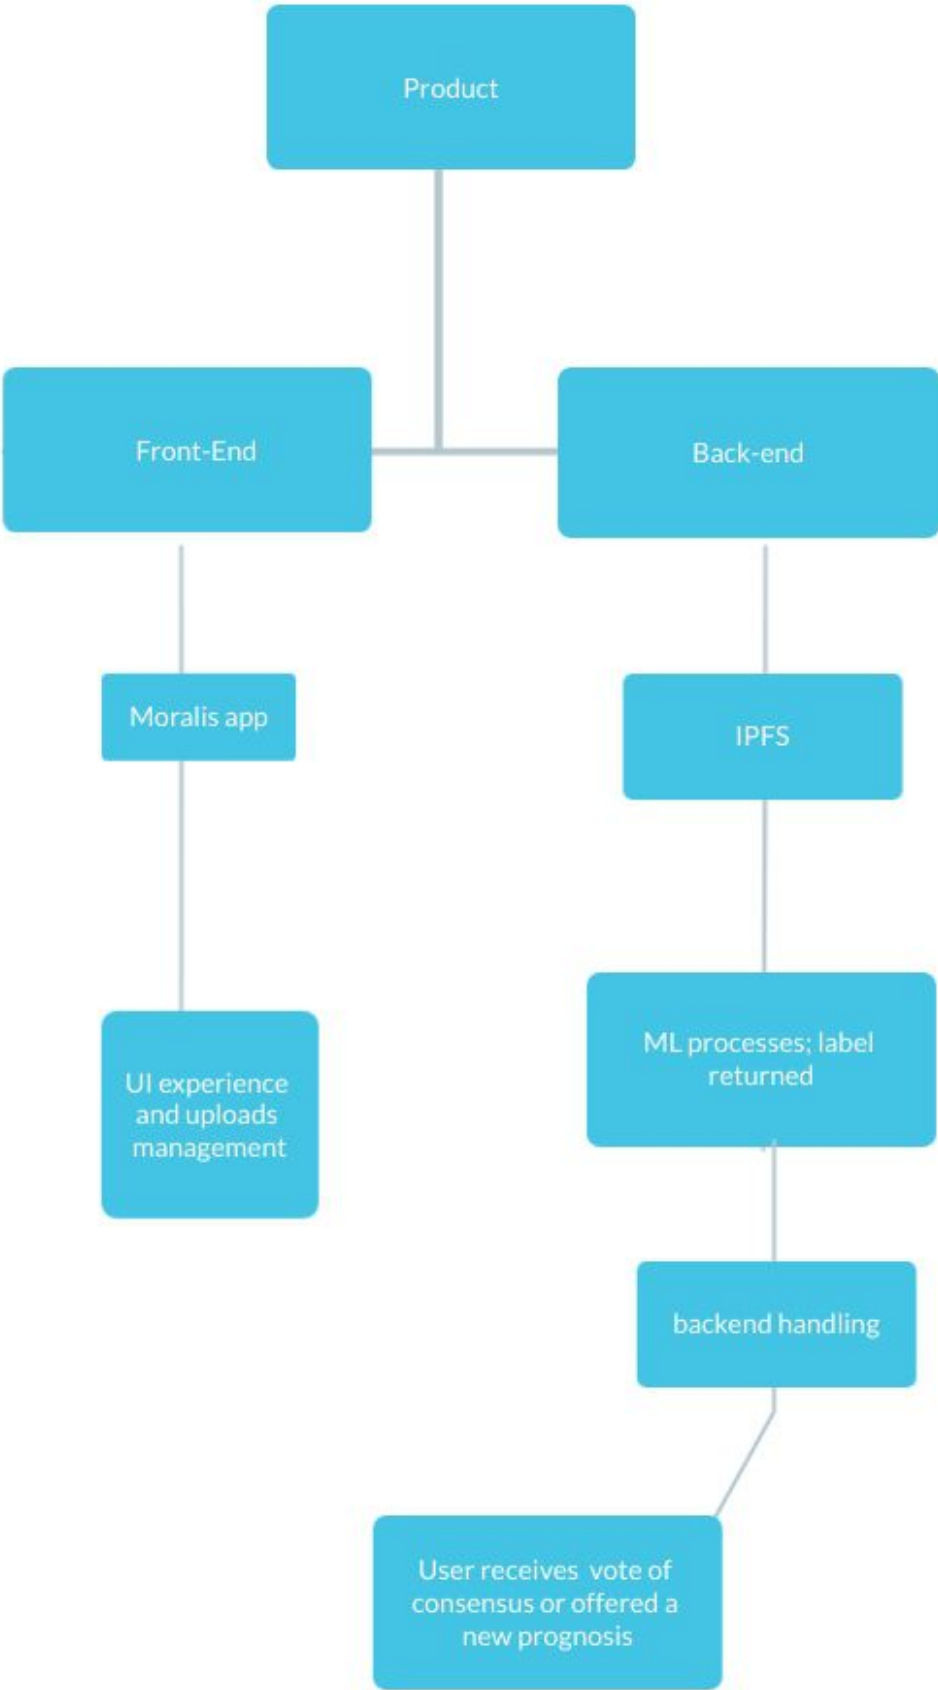 Product
Front-End
Back-end
Moralis app
IPFS
UI experience
and uploads
management
ML processes; label
returned
backend handling
User receives  vote of
consensus or offered a
new prognosis